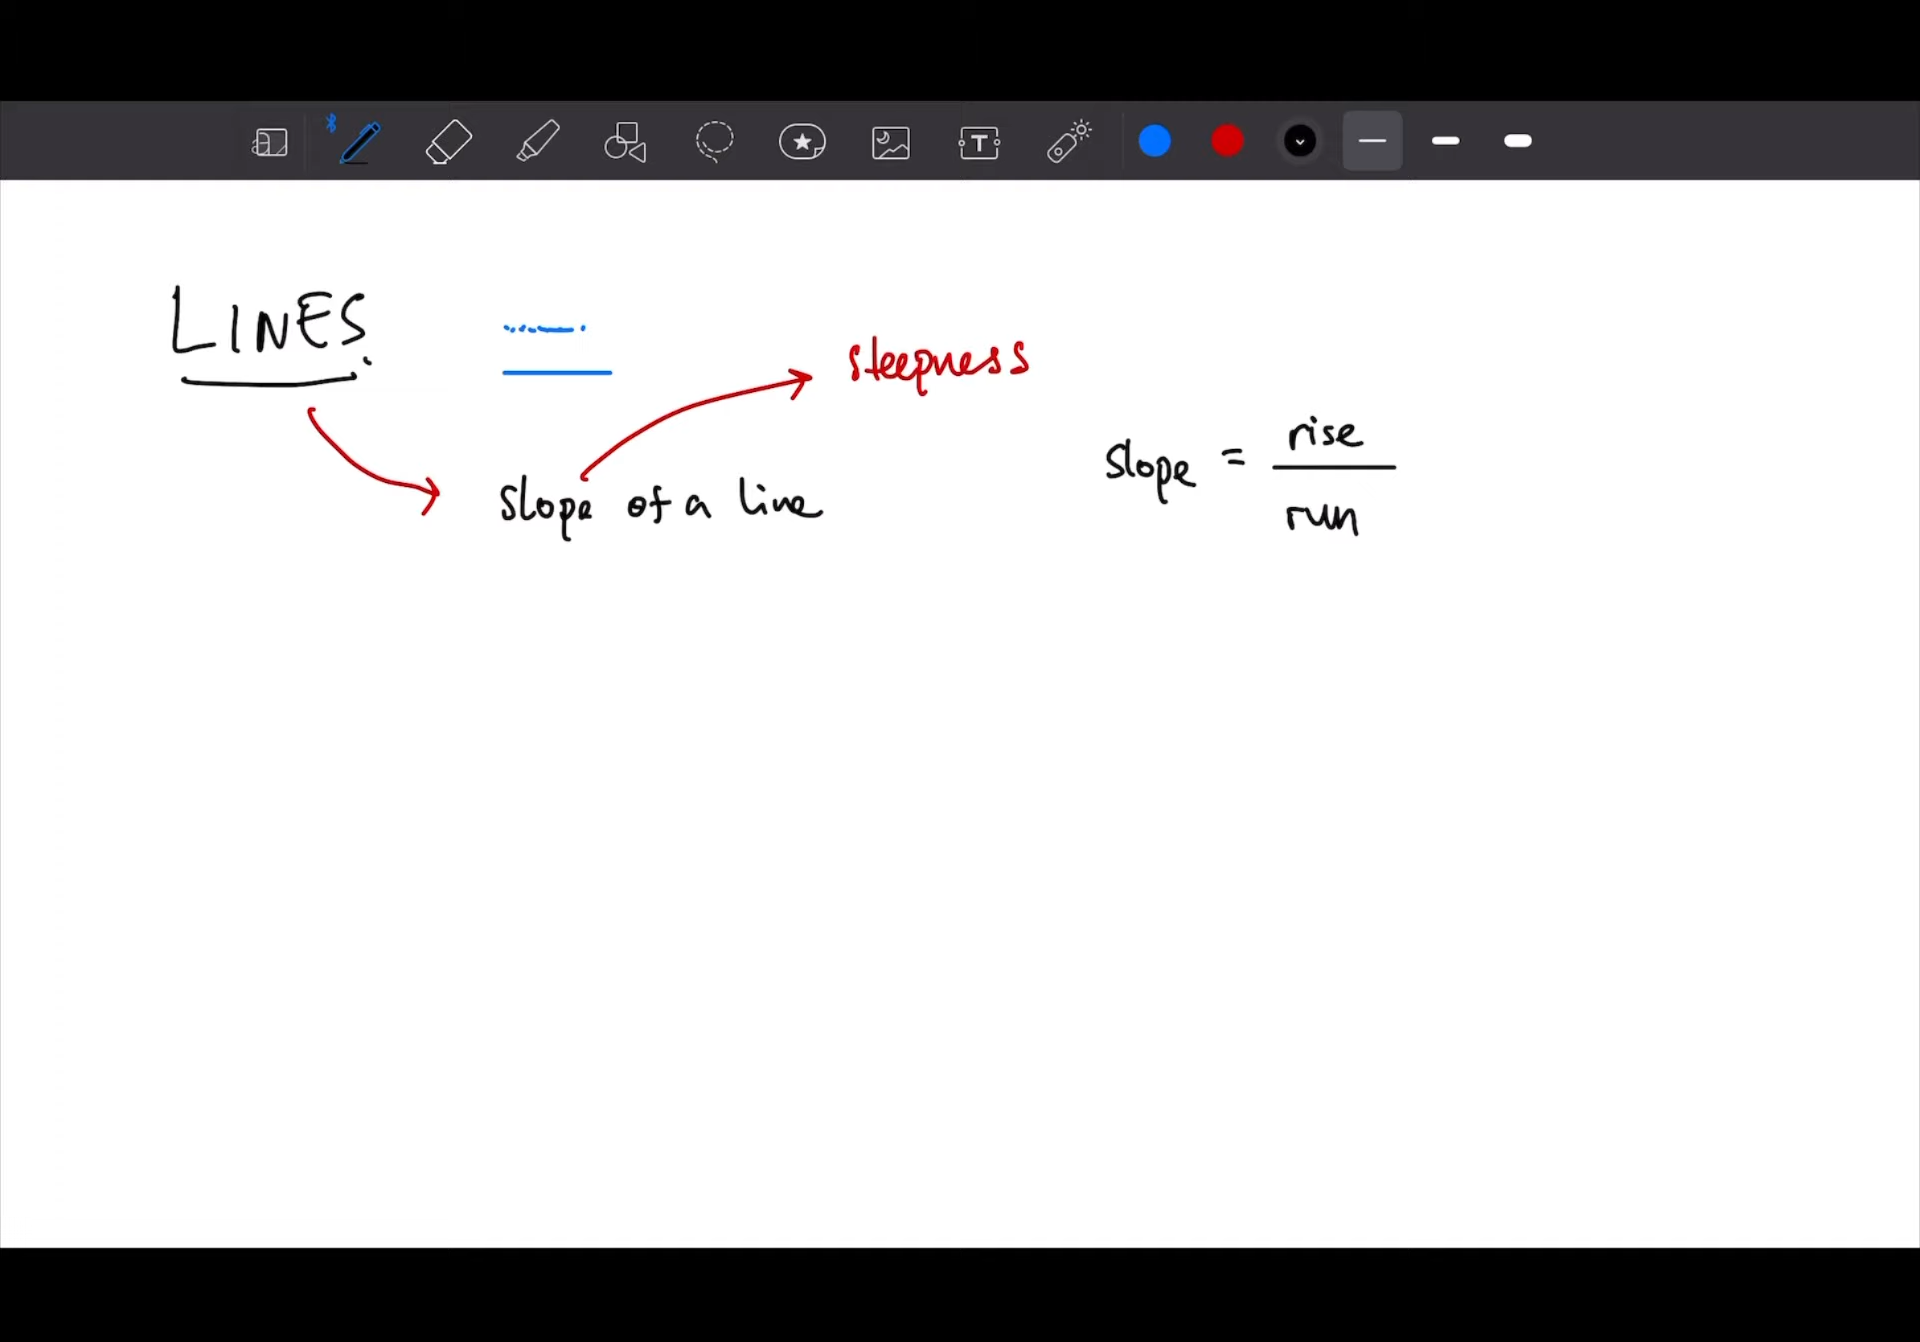 LINES
steepness
slope of a line
slope = rise
run
T